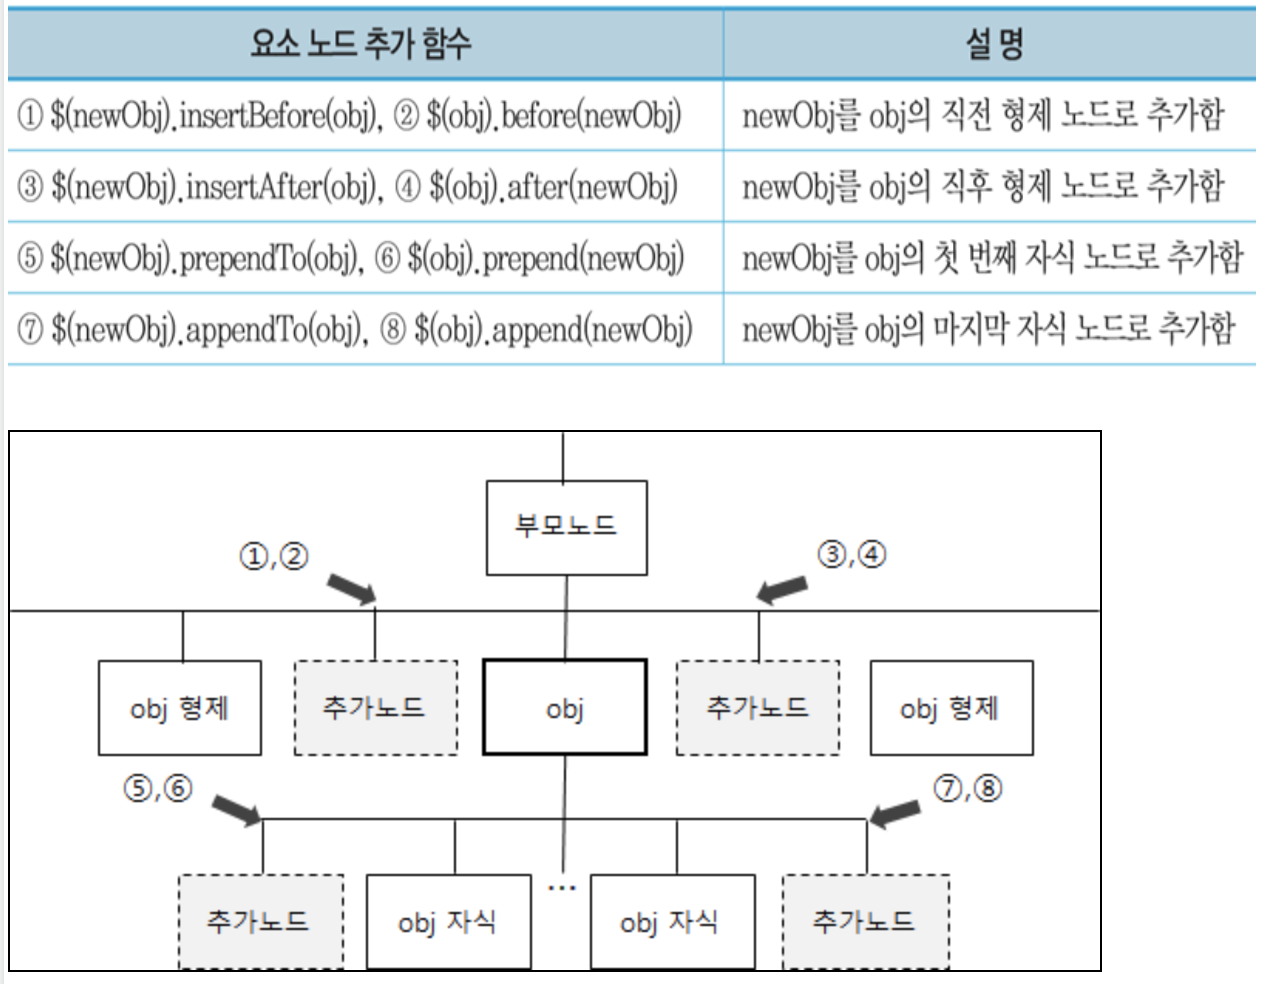 요소 노드 추가 함수 설 명
① $(newObj).insertBefore(obj), ② $(obj).before(newObj) newObj를 obj의 직전 형제 노드로 추가함
③ $(newObj).insertAfter(obj), ④ $(obj).after(newObj) newObj를 obj의 직후 형제 노드로 추가함
⑤ $(newObj).prependTo(obj), ⑥ $(obj).prepend(newObj) newObj를 obj의 첫 번째 자식 노드로 추가함
⑦ $(newObj).appendTo(obj), ⑧ $(obj).append(newObj) newObj를 obj의 마지막 자식 노드로 추가함
부모노드
①,② ③,④
obj 형제 추가노드 obj 추가노드 obj 형제
⑤,⑥ ⑦,⑧
추가노드 obj 자식 ... obj 자식 추가노드